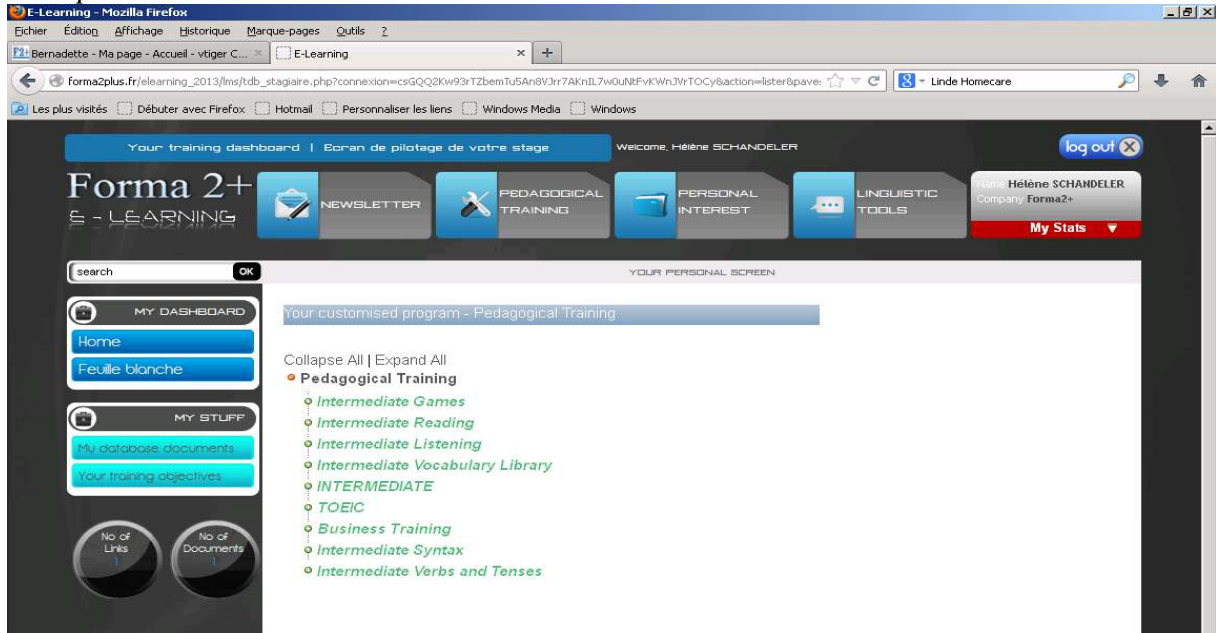 E-Learning - Mozilla Firefox
Fichier Édition Affichage Historique Marque-pages Outils ?
Bernadette - Ma page - Accueil - vtiger C... × E-Learning × +
Les plus visités Débuter avec Firefox Hotmail Personnaliser les liens Windows Media Windows
Linde Homecare
Your training dashboard | Ecran de pilotage de votre stage
Welcome, Hélène SCHANDELER
log out
Forma 2+
E - LEARNING
NEWSLETTER
PEDAGOGICAL
TRAINING
PERSONAL
INTEREST
LINGUISTIC
TOOLS
Name Hélène SCHANDELER
Company Forma2+
My Stats
search OK
YOUR PERSONAL SCREEN
MY DASHBOARD
Home
Feuille blanche
MY STUFF
My database documents
Your training objectives
No of
Links
1
No of
Documents
1
Your customised program - Pedagogical Training
Collapse All | Expand All
Pedagogical Training
Intermediate Games
Intermediate Reading
Intermediate Listening
Intermediate Vocabulary Library
INTERMEDIATE
TOEIC
Business Training
Intermediate Syntax
Intermediate Verbs and Tenses